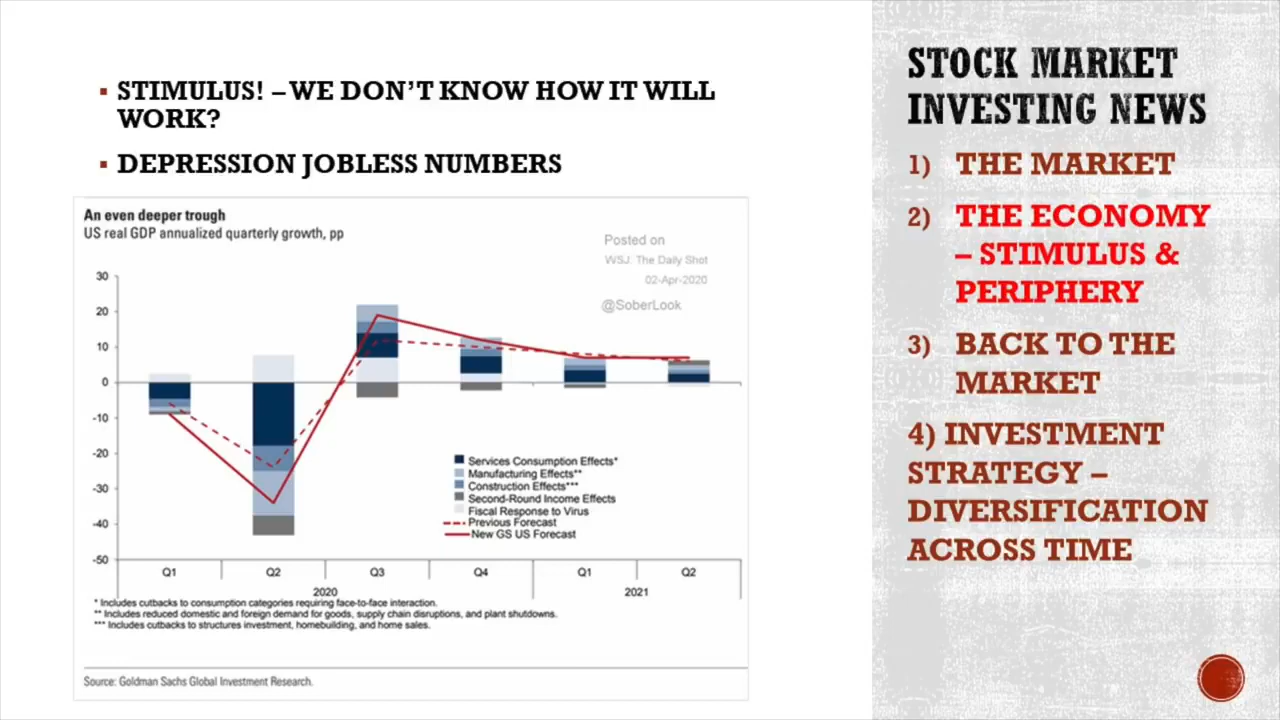 ▪ STIMULUS! – WE DON'T KNOW HOW IT WILL
WORK?
▪ DEPRESSION JOBLESS NUMBERS
An even deeper trough
US real GDP annualized quarterly growth, pp
Posted on
WSJ: The Daily Shot
02-Apr-2020
@SoberLook
30
20
10
0
-10
-20
-30
-40
-50
Services Consumption Effects*
Manufacturing Effects**
Construction Effects***
Second-Round Income Effects
Fiscal Response to Virus
Previous Forecast
New GS US Forecast
Q1 Q2 Q3 Q4 Q1 Q2
2020 2021
* Includes cutbacks to consumption categories requiring face-to-face interaction.
** Includes reduced domestic and foreign demand for goods, supply chain disruptions, and plant shutdowns.
*** Includes cutbacks to structures investment, homebuilding, and home sales.
Source: Goldman Sachs Global Investment Research.
STOCK MARKET
INVESTING NEWS
1) THE MARKET
2) THE ECONOMY
– STIMULUS &
PERIPHERY
3) BACK TO THE
MARKET
4) INVESTMENT
STRATEGY –
DIVERSIFICATION
ACROSS TIME